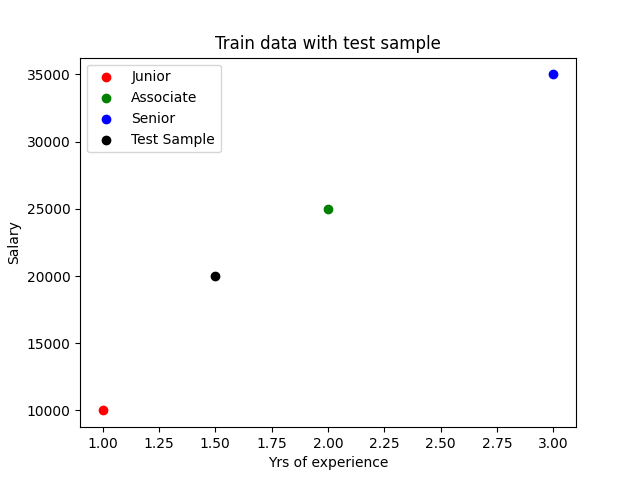 Train data with test sample
Junior
Associate
Senior
Test Sample
35000
30000
25000
20000
15000
10000
Salary
1.00 1.25 1.50 1.75 2.00 2.25 2.50 2.75 3.00
Yrs of experience